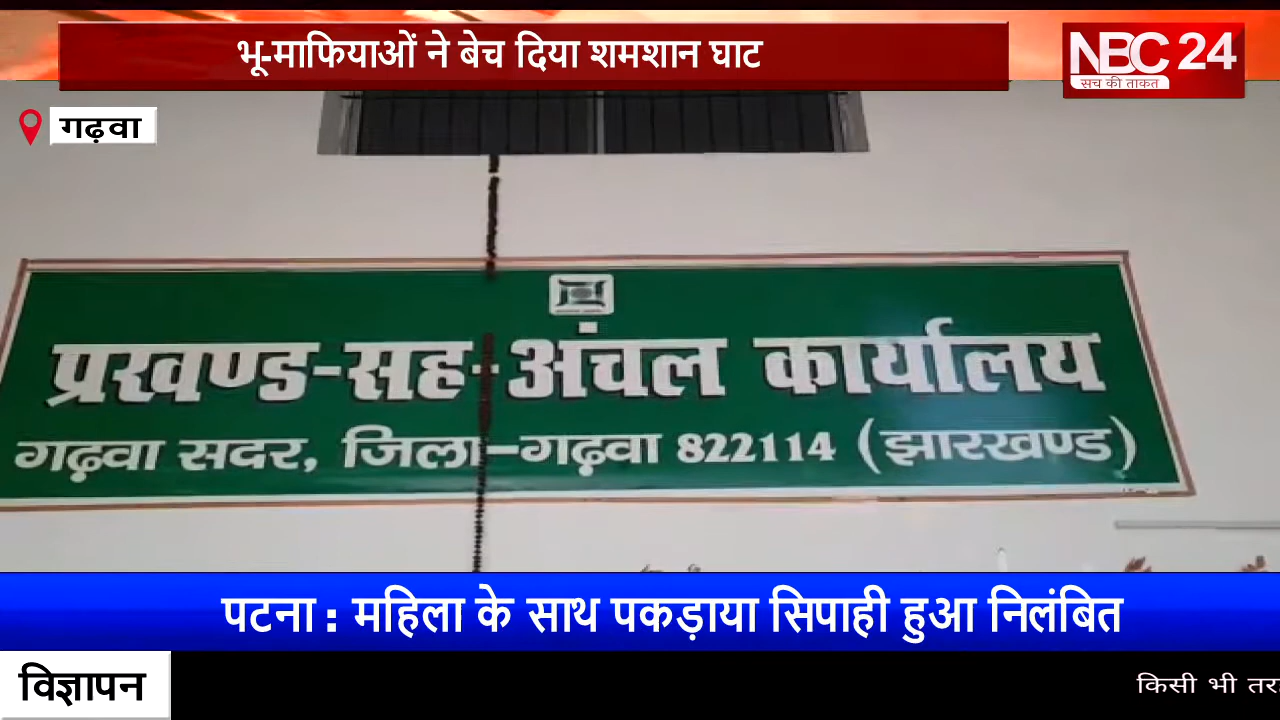 भू-माफियाओं ने बेच दिया शमशान घाट
NBC 24
सच की ताकत
गढ़वा
प्रखण्ड-सह-अंचल कार्यालय
गढ़वा सदर, जिला-गढ़वा 822114 (झारखण्ड)
पटना : महिला के साथ पकड़ाया सिपाही हुआ निलंबित
विज्ञापन
किसी भी